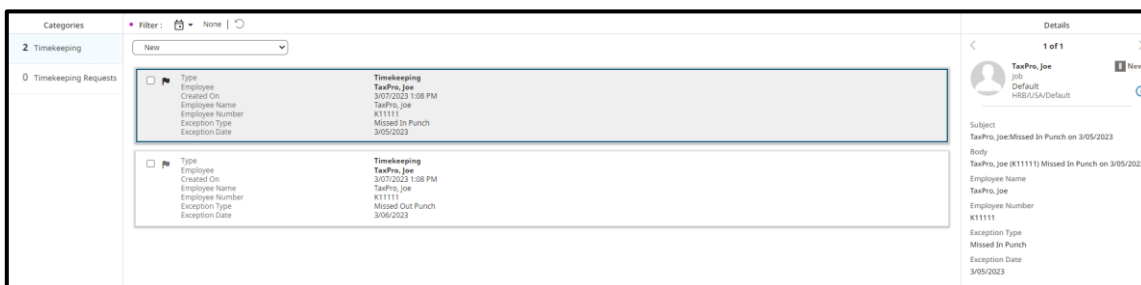 Categories
2 Timekeeping
0 Timekeeping Requests
Filter : None |
New
Type Timekeeping
Employee TaxPro, Joe
Created On 3/07/2023 1:08 PM
Employee Name TaxPro, Joe
Employee Number K11111
Exception Type Missed In Punch
Exception Date 3/05/2023
Type Timekeeping
Employee TaxPro, Joe
Created On 3/07/2023 1:08 PM
Employee Name TaxPro, Joe
Employee Number K11111
Exception Type Missed Out Punch
Exception Date 3/06/2023
Details
1 of 1
TaxPro, Joe New
Job
Default
HRB/USA/Default
Subject
TaxPro, Joe:Missed In Punch on 3/05/2023
Body
TaxPro, Joe (K11111) Missed In Punch on 3/05/202
Employee Name
TaxPro, Joe
Employee Number
K11111
Exception Type
Missed In Punch
Exception Date
3/05/2023